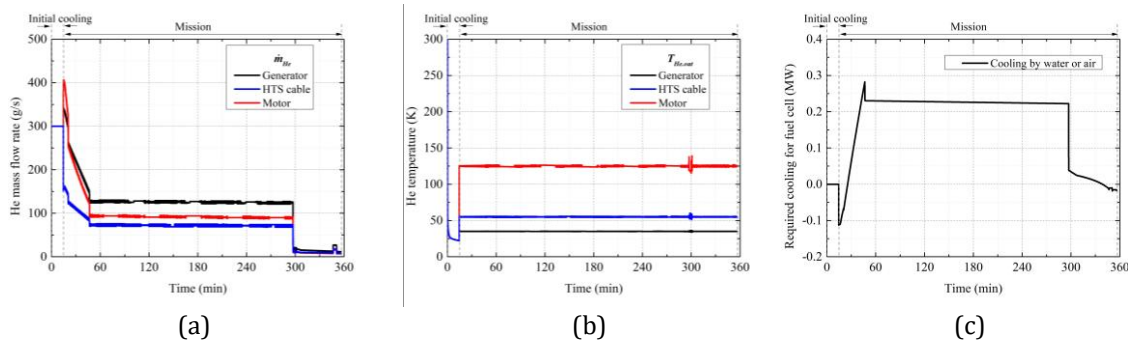 Initial cooling
Mission
500
400
300
200
100
0
He mass flow rate (g/s)
ṁHe
Generator
HTS cable
Motor
0 60 120 180 240 300 360
Time (min)
(a)
Initial cooling
Mission
300
250
200
150
100
50
0
He temperature (K)
THe,out
Generator
HTS cable
Motor
0 60 120 180 240 300 360
Time (min)
(b)
Initial cooling
Mission
0.4
0.3
0.2
0.1
0.0
-0.1
-0.2
Required cooling for fuel cell (MW)
Cooling by water or air
0 60 120 180 240 300 360
Time (min)
(c)